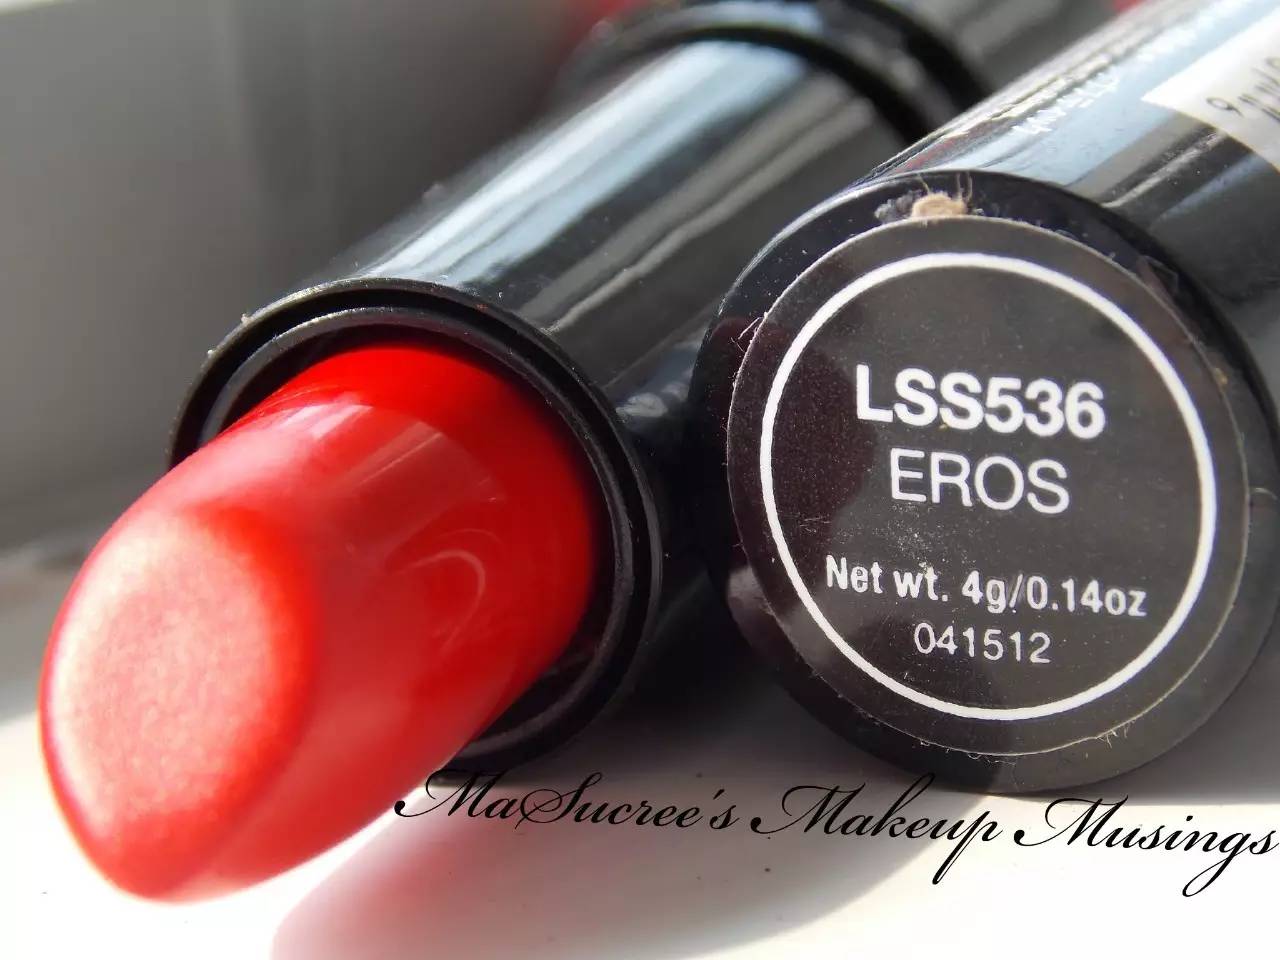 LSS536
EROS
Net wt. 4g/0.14oz
041512
MaSucree's Makeup Musings